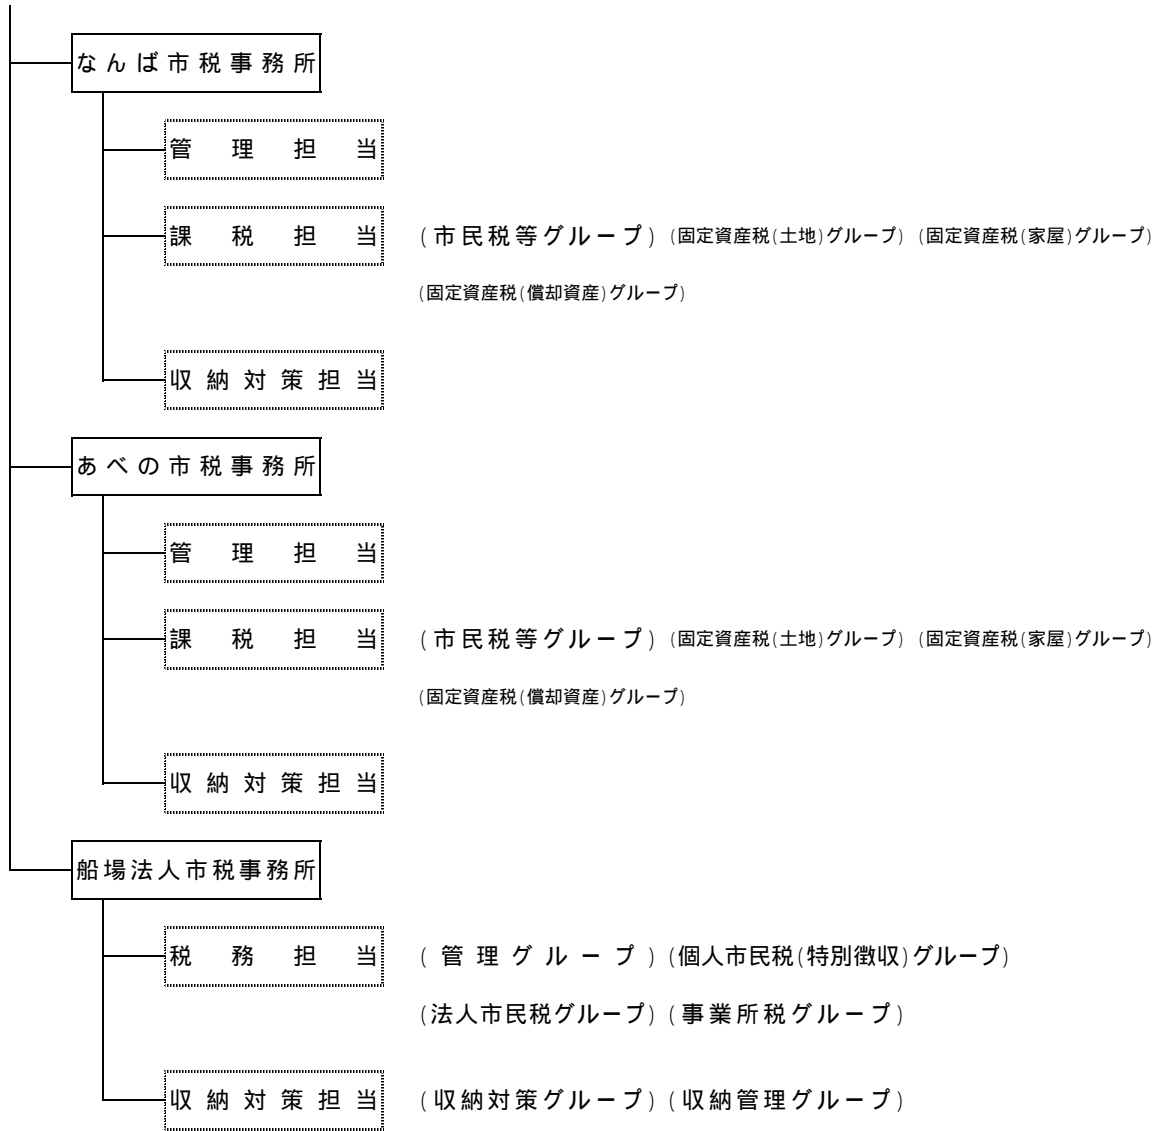 なんば市税事務所
管理担当
課税担当 (市民税等グループ) (固定資産税(土地)グループ) (固定資産税(家屋)グループ)
(固定資産税(償却資産)グループ)
収納対策担当
あべの市税事務所
管理担当
課税担当 (市民税等グループ) (固定資産税(土地)グループ) (固定資産税(家屋)グループ)
(固定資産税(償却資産)グループ)
収納対策担当
船場法人市税事務所
税務担当 (管理グループ) (個人市民税(特別徴収)グループ)
(法人市民税グループ) (事業所税グループ)
収納対策担当 (収納対策グループ) (収納管理グループ)